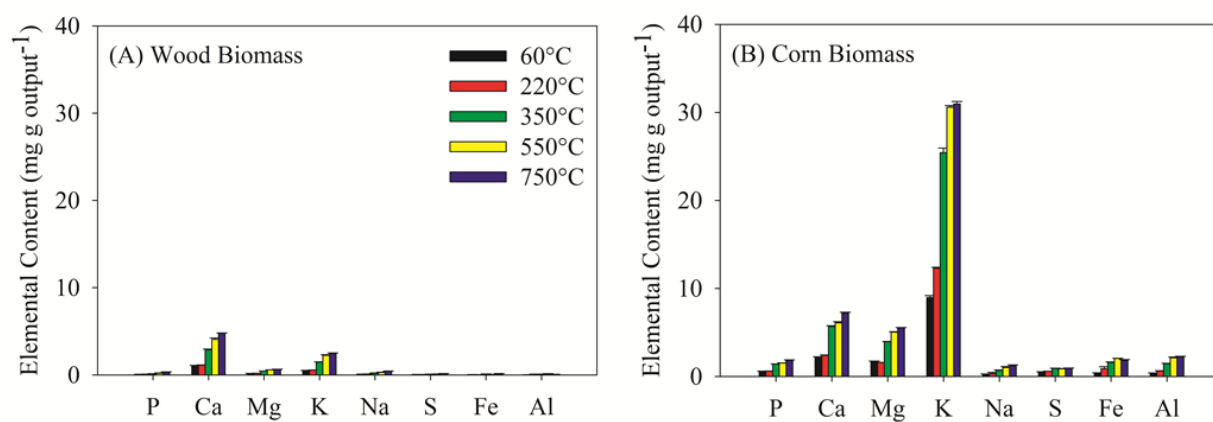 Elemental Content (mg g output⁻¹)
40
30
20
10
0
(A) Wood Biomass
60°C
220°C
350°C
550°C
750°C
P Ca Mg K Na S Fe Al
Elemental Content (mg g output⁻¹)
40
30
20
10
0
(B) Corn Biomass
P Ca Mg K Na S Fe Al